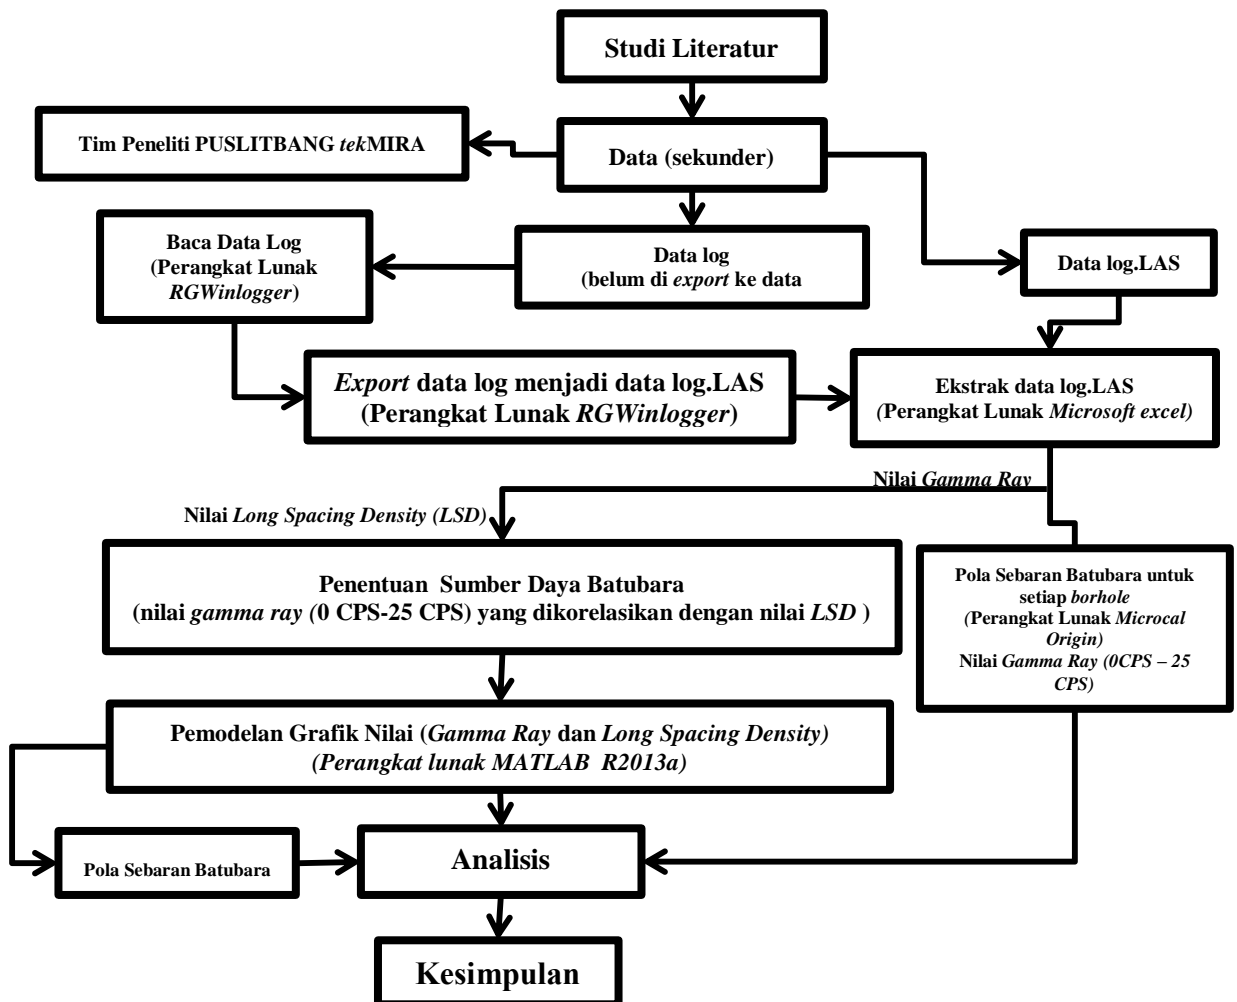 Studi Literatur
Tim Peneliti PUSLITBANG tekMIRA
Data (sekunder)
Baca Data Log
(Perangkat Lunak
RGWinlogger)
Data log
(belum di export ke data
Data log.LAS
Export data log menjadi data log.LAS
(Perangkat Lunak RGWinlogger)
Ekstrak data log.LAS
(Perangkat Lunak Microsoft excel)
Nilai Gamma Ray
Nilai Long Spacing Density (LSD)
Penentuan Sumber Daya Batubara
(nilai gamma ray (0 CPS-25 CPS) yang dikorelasikan dengan nilai LSD )
Pola Sebaran Batubara untuk
setiap borhole
(Perangkat Lunak Microcal
Origin)
Nilai Gamma Ray (0CPS – 25
CPS)
Pemodelan Grafik Nilai (Gamma Ray dan Long Spacing Density)
(Perangkat lunak MATLAB R2013a)
Pola Sebaran Batubara
Analisis
Kesimpulan